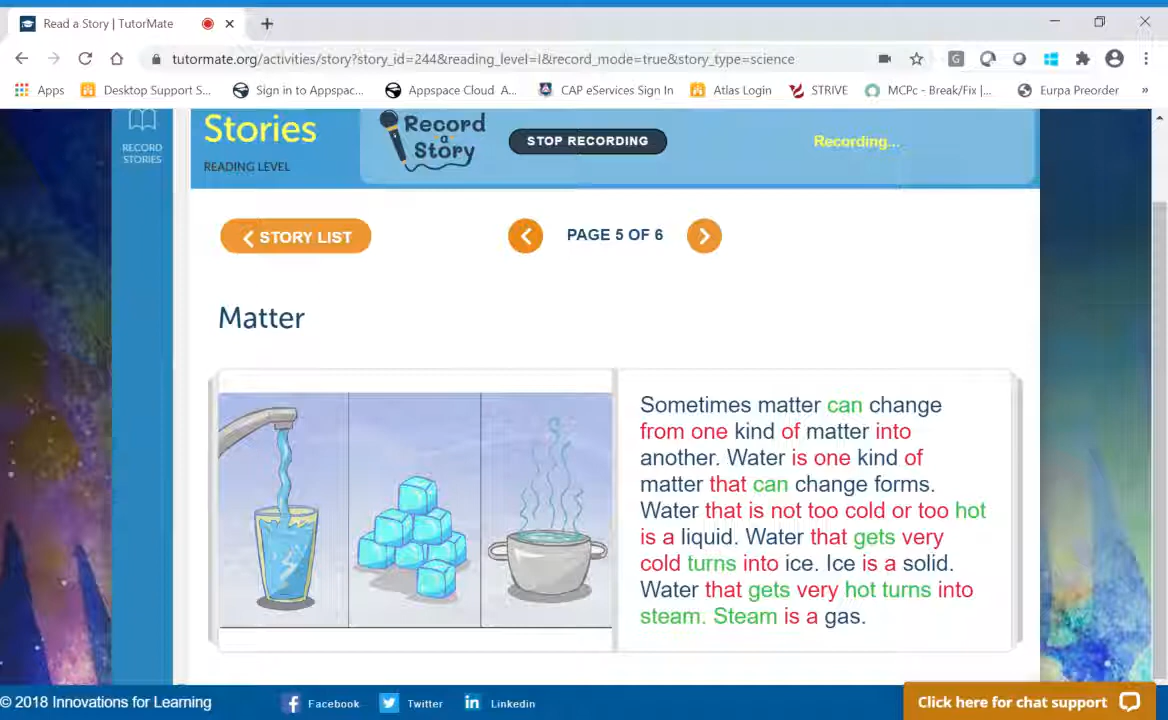 Read a Story | TutorMate
tutormate.org/activities/story?story_id=244&reading_level=I&record_mode=true&story_type=science
Apps
Desktop Support S...
Sign in to Appspac...
Appspace Cloud A...
CAP eServices Sign In
Atlas Login
STRIVE
MCPc - Break/Fix |...
Eurpa Preorder
»
RECORD
STORIES
Stories
READING LEVEL
Record
a
Story
STOP RECORDING
Recording...
STORY LIST
PAGE 5 OF 6
Matter
Sometimes matter can change
from one kind of matter into
another. Water is one kind of
matter that can change forms.
Water that is not too cold or too hot
is a liquid. Water that gets very
cold turns into ice. Ice is a solid.
Water that gets very hot turns into
steam. Steam is a gas.
© 2018 Innovations for Learning
Facebook
Twitter
Linkedin
Click here for chat support